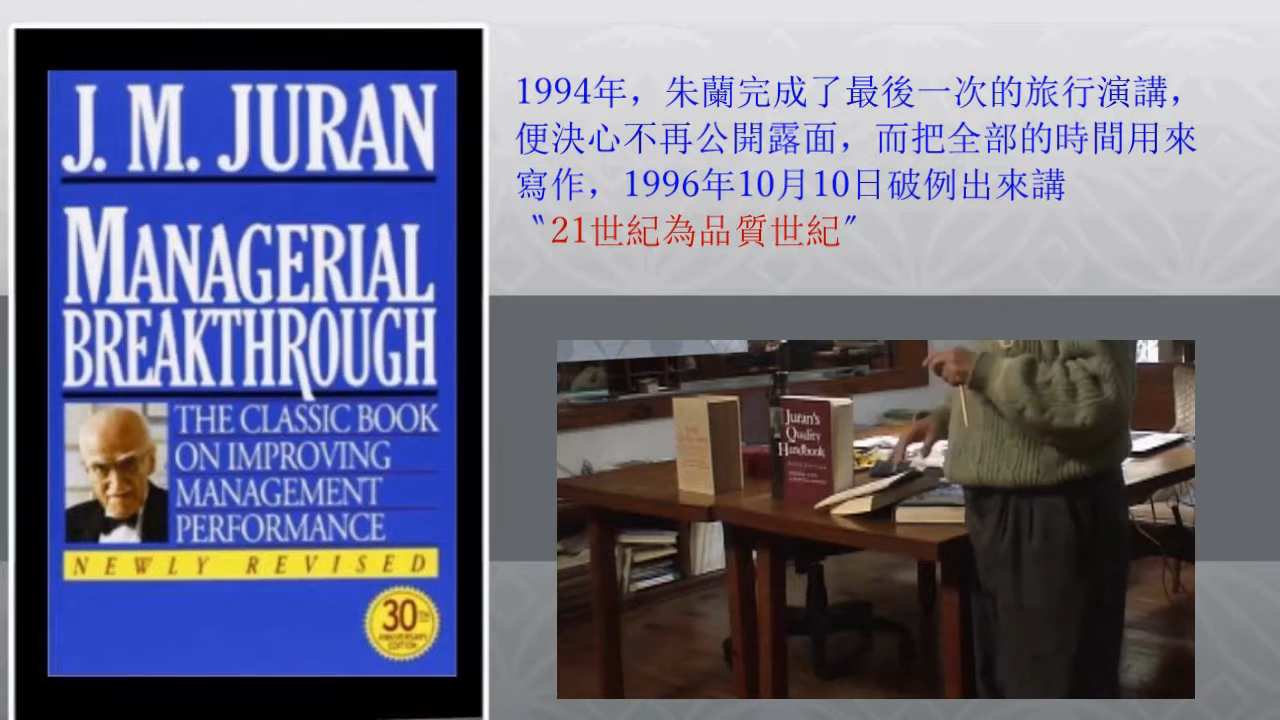 J. M. JURAN
MANAGERIAL
BREAKTHROUGH
THE CLASSIC BOOK
ON IMPROVING
MANAGEMENT
PERFORMANCE
NEWLY REVISED
30TH
ANNIVERSARY
EDITION
1994年，朱蘭完成了最後一次的旅行演講，
便決心不再公開露面，而把全部的時間用來
寫作，1996年10月10日破例出來講
〝21世紀為品質世紀〞
Juran's
Quality
Handbook